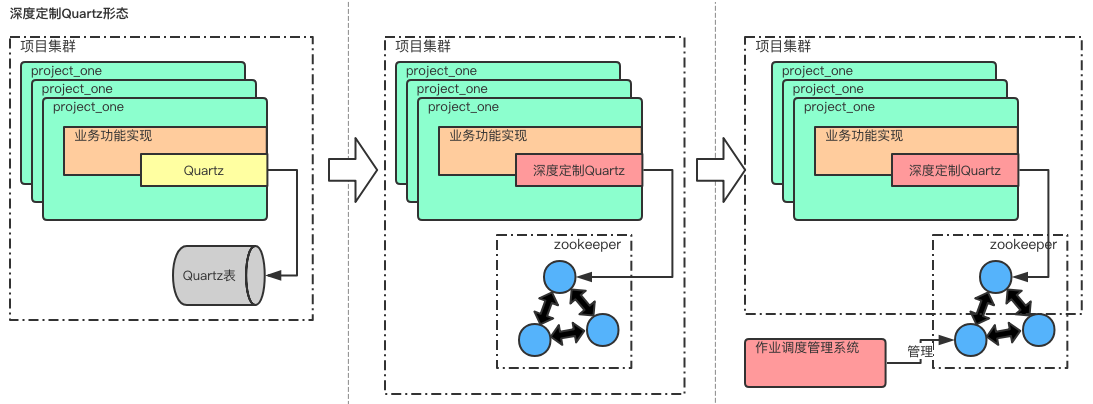 深度定制Quartz形态
项目集群
project_one
project_one
project_one
业务功能实现
Quartz
Quartz表
项目集群
project_one
project_one
project_one
业务功能实现
深度定制Quartz
zookeeper
项目集群
project_one
project_one
project_one
业务功能实现
深度定制Quartz
zookeeper
作业调度管理系统
管理